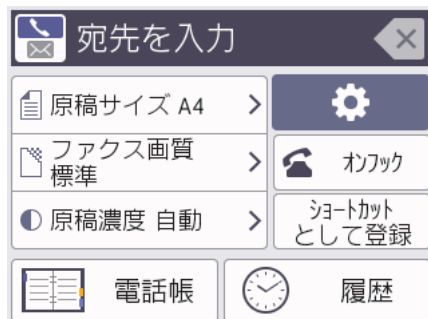 宛先を入力
原稿サイズ A4
ファクス画質
標準
オンフック
原稿濃度 自動
ショートカット
として登録
電話帳
履歴